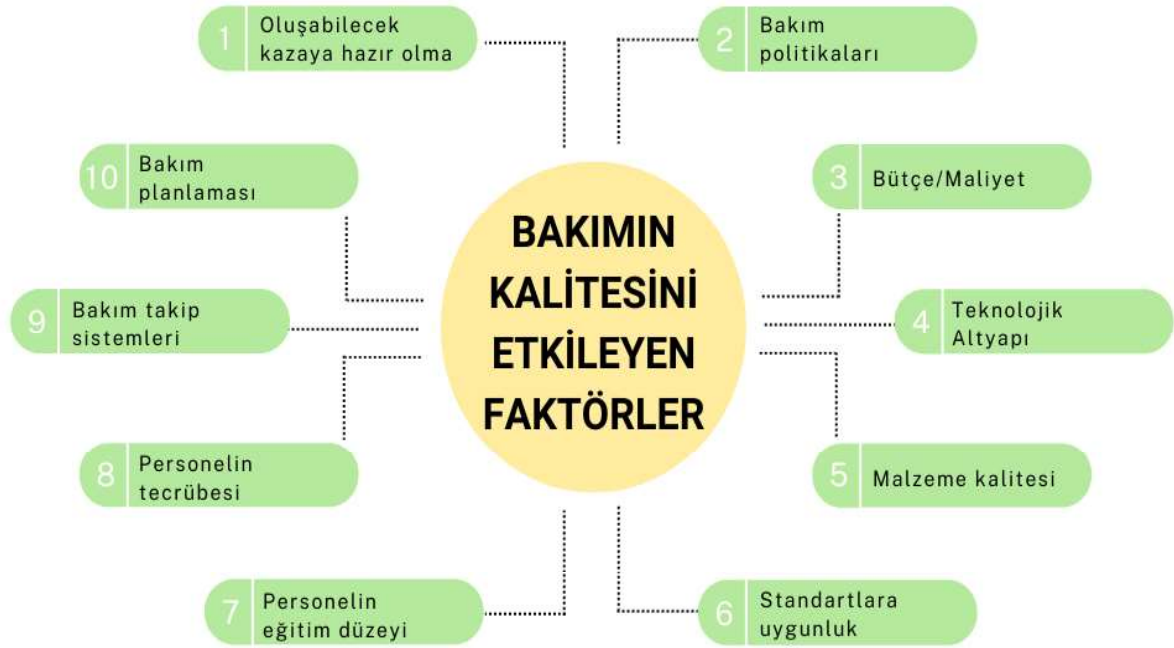 1
Oluşabilecek
kazaya hazır olma
2
Bakım
politikaları
10
Bakım
planlaması
3
Bütçe/Maliyet
BAKIMIN
KALİTESİNİ
ETKİLEYEN
FAKTÖRLER
9
Bakım takip
sistemleri
4
Teknolojik
Altyapı
8
Personelin
tecrübesi
5
Malzeme kalitesi
7
Personelin
eğitim düzeyi
6
Standartlara
uygunluk